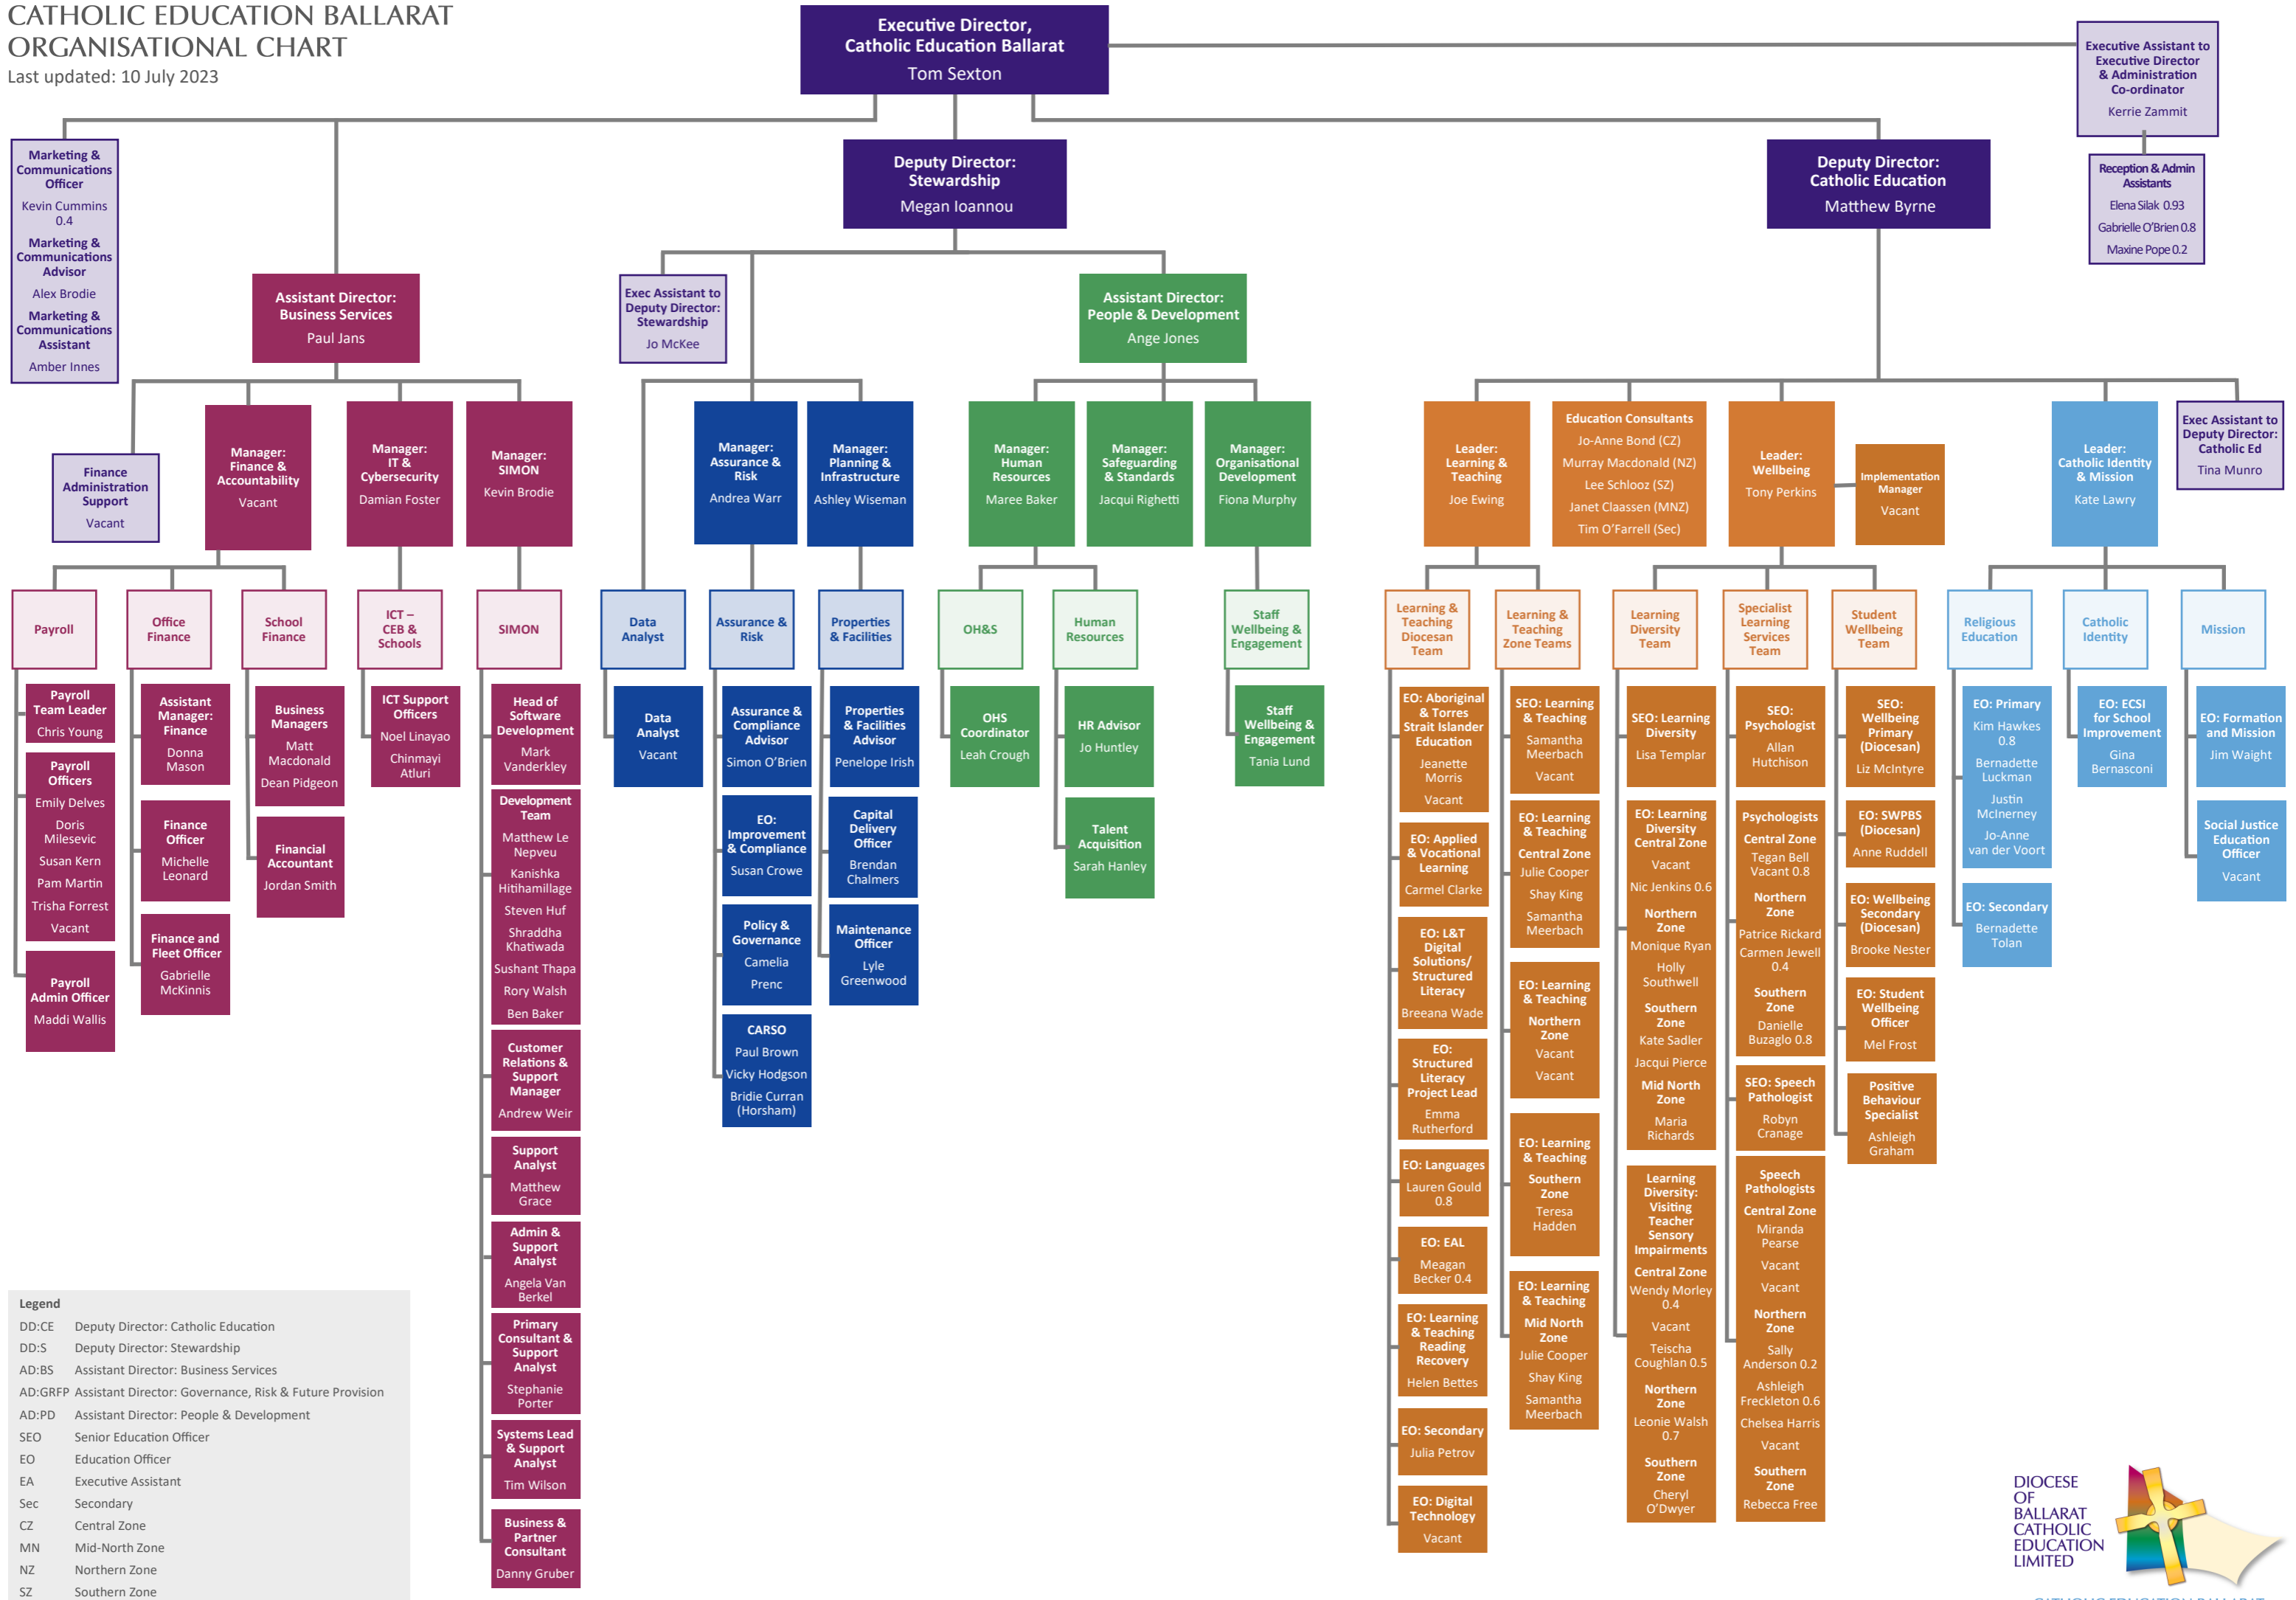 CATHOLIC EDUCATION BALLARAT
ORGANISATIONAL CHART
Last updated: 10 July 2023
Executive Director,
Catholic Education Ballarat
Tom Sexton
Executive Assistant to
Executive Director
& Administration
Co-ordinator
Kerrie Zammit
Reception & Admin
Assistants
Elena Silak 0.93
Gabrielle O'Brien 0.8
Maxine Pope 0.2
Marketing &
Communications
Officer
Kevin Cummins
0.4
Marketing &
Communications
Advisor
Alex Brodie
Marketing &
Communications
Assistant
Amber Innes
Deputy Director:
Stewardship
Megan Ioannou
Deputy Director:
Catholic Education
Matthew Byrne
Assistant Director:
Business Services
Paul Jans
Exec Assistant to
Deputy Director:
Stewardship
Jo McKee
Assistant Director:
People & Development
Ange Jones
Finance
Administration
Support
Vacant
Manager:
Finance &
Accountability
Vacant
Manager:
IT &
Cybersecurity
Damian Foster
Manager:
SIMON
Kevin Brodie
Manager:
Assurance &
Risk
Andrea Warr
Manager:
Planning &
Infrastructure
Ashley Wiseman
Manager:
Human
Resources
Maree Baker
Manager:
Safeguarding
& Standards
Jacqui Righetti
Manager:
Organisational
Development
Fiona Murphy
Leader:
Learning &
Teaching
Joe Ewing
Education Consultants
Jo-Anne Bond (CZ)
Murray Macdonald (NZ)
Lee Schlooz (SZ)
Janet Claassen (MNZ)
Tim O'Farrell (Sec)
Leader:
Wellbeing
Tony Perkins
Implementation
Manager
Vacant
Leader:
Catholic Identity
& Mission
Kate Lawry
Exec Assistant to
Deputy Director:
Catholic Ed
Tina Munro
Payroll
Payroll
Team Leader
Chris Young
Payroll
Officers
Emily Delves
Doris
Milesevic
Susan Kern
Pam Martin
Trisha Forrest
Vacant
Payroll
Admin Officer
Maddi Wallis
Office
Finance
Assistant
Manager:
Finance
Donna
Mason
Finance
Officer
Michelle
Leonard
Finance and
Fleet Officer
Gabrielle
McKinnis
School
Finance
Business
Managers
Matt
Macdonald
Dean Pidgeon
Financial
Accountant
Jordan Smith
ICT –
CEB &
Schools
ICT Support
Officers
Noel Linayao
Chinmayi
Atluri
SIMON
Head of
Software
Development
Mark
Vanderkley
Development
Team
Matthew Le
Nepveu
Kanishka
Hitihamillage
Steven Huf
Shraddha
Khatiwada
Sushant Thapa
Rory Walsh
Ben Baker
Customer
Relations &
Support
Manager
Andrew Weir
Support
Analyst
Matthew
Grace
Admin &
Support
Analyst
Angela Van
Berkel
Primary
Consultant &
Support
Analyst
Stephanie
Porter
Systems Lead
& Support
Analyst
Tim Wilson
Business &
Partner
Consultant
Danny Gruber
Data
Analyst
Data
Analyst
Vacant
Assurance &
Risk
Assurance &
Compliance
Advisor
Simon O'Brien
EO:
Improvement
& Compliance
Susan Crowe
Policy &
Governance
Camelia
Prenc
CARSO
Paul Brown
Vicky Hodgson
Bridie Curran
(Horsham)
Properties
& Facilities
Properties
& Facilities
Advisor
Penelope Irish
Capital
Delivery
Officer
Brendan
Chalmers
Maintenance
Officer
Lyle
Greenwood
OH&S
OHS
Coordinator
Leah Crough
Human
Resources
HR Advisor
Jo Huntley
Talent
Acquisition
Sarah Hanley
Staff
Wellbeing &
Engagement
Staff
Wellbeing &
Engagement
Tania Lund
Learning &
Teaching
Diocesan
Team
EO: Aboriginal
& Torres
Strait Islander
Education
Jeanette
Morris
Vacant
EO: Applied
& Vocational
Learning
Carmel Clarke
EO: L&T
Digital
Solutions/
Structured
Literacy
Breeana Wade
EO:
Structured
Literacy
Project Lead
Emma
Rutherford
EO: Languages
Lauren Gould
0.8
EO: EAL
Meagan
Becker 0.4
EO: Learning
& Teaching
Reading
Recovery
Helen Bettes
EO: Secondary
Julia Petrov
EO: Digital
Technology
Vacant
Learning &
Teaching
Zone Teams
SEO: Learning
& Teaching
Samantha
Meerbach
Vacant
EO: Learning
& Teaching
Central Zone
Julie Cooper
Shay King
Samantha
Meerbach
EO: Learning
& Teaching
Northern
Zone
Vacant
Vacant
EO: Learning
& Teaching
Southern
Zone
Teresa
Hadden
EO: Learning
& Teaching
Mid North
Zone
Julie Cooper
Shay King
Samantha
Meerbach
Learning
Diversity
Team
SEO: Learning
Diversity
Lisa Templar
EO: Learning
Diversity
Central Zone
Vacant
Nic Jenkins 0.6
Northern
Zone
Monique Ryan
Holly
Southwell
Southern
Zone
Kate Sadler
Jacqui Pierce
Mid North
Zone
Maria
Richards
Learning
Diversity:
Visiting
Teacher
Sensory
Impairments
Central Zone
Wendy Morley
0.4
Vacant
Teischa
Coughlan 0.5
Northern
Zone
Leonie Walsh
0.7
Southern
Zone
Cheryl
O'Dwyer
Specialist
Learning
Services
Team
SEO:
Psychologist
Allan
Hutchison
Psychologists
Central Zone
Tegan Bell
Vacant 0.8
Northern
Zone
Patrice Rickard
Carmen Jewell
0.4
Southern
Zone
Danielle
Buzaglo 0.8
SEO: Speech
Pathologist
Robyn
Cranage
Speech
Pathologists
Central Zone
Miranda
Pearse
Vacant
Vacant
Northern
Zone
Sally
Anderson 0.2
Ashleigh
Freckleton 0.6
Chelsea Harris
Vacant
Southern
Zone
Rebecca Free
Student
Wellbeing
Team
SEO:
Wellbeing
Primary
(Diocesan)
Liz McIntyre
EO: SWPBS
(Diocesan)
Anne Ruddell
EO: Wellbeing
Secondary
(Diocesan)
Brooke Nester
EO: Student
Wellbeing
Officer
Mel Frost
Positive
Behaviour
Specialist
Ashleigh
Graham
Religious
Education
EO: Primary
Kim Hawkes
0.8
Bernadette
Luckman
Justin
McInerney
Jo-Anne
van der Voort
EO: Secondary
Bernadette
Tolan
Catholic
Identity
EO: ECSI
for School
Improvement
Gina
Bernasconi
Mission
EO: Formation
and Mission
Jim Waight
Social Justice
Education
Officer
Vacant
Legend
DD:CE Deputy Director: Catholic Education
DD:S Deputy Director: Stewardship
AD:BS Assistant Director: Business Services
AD:GRFP Assistant Director: Governance, Risk & Future Provision
AD:PD Assistant Director: People & Development
SEO Senior Education Officer
EO Education Officer
EA Executive Assistant
Sec Secondary
CZ Central Zone
MN Mid-North Zone
NZ Northern Zone
SZ Southern Zone
DIOCESE
OF
BALLARAT
CATHOLIC
EDUCATION
LIMITED
CATHOLIC EDUCATION BALLARAT